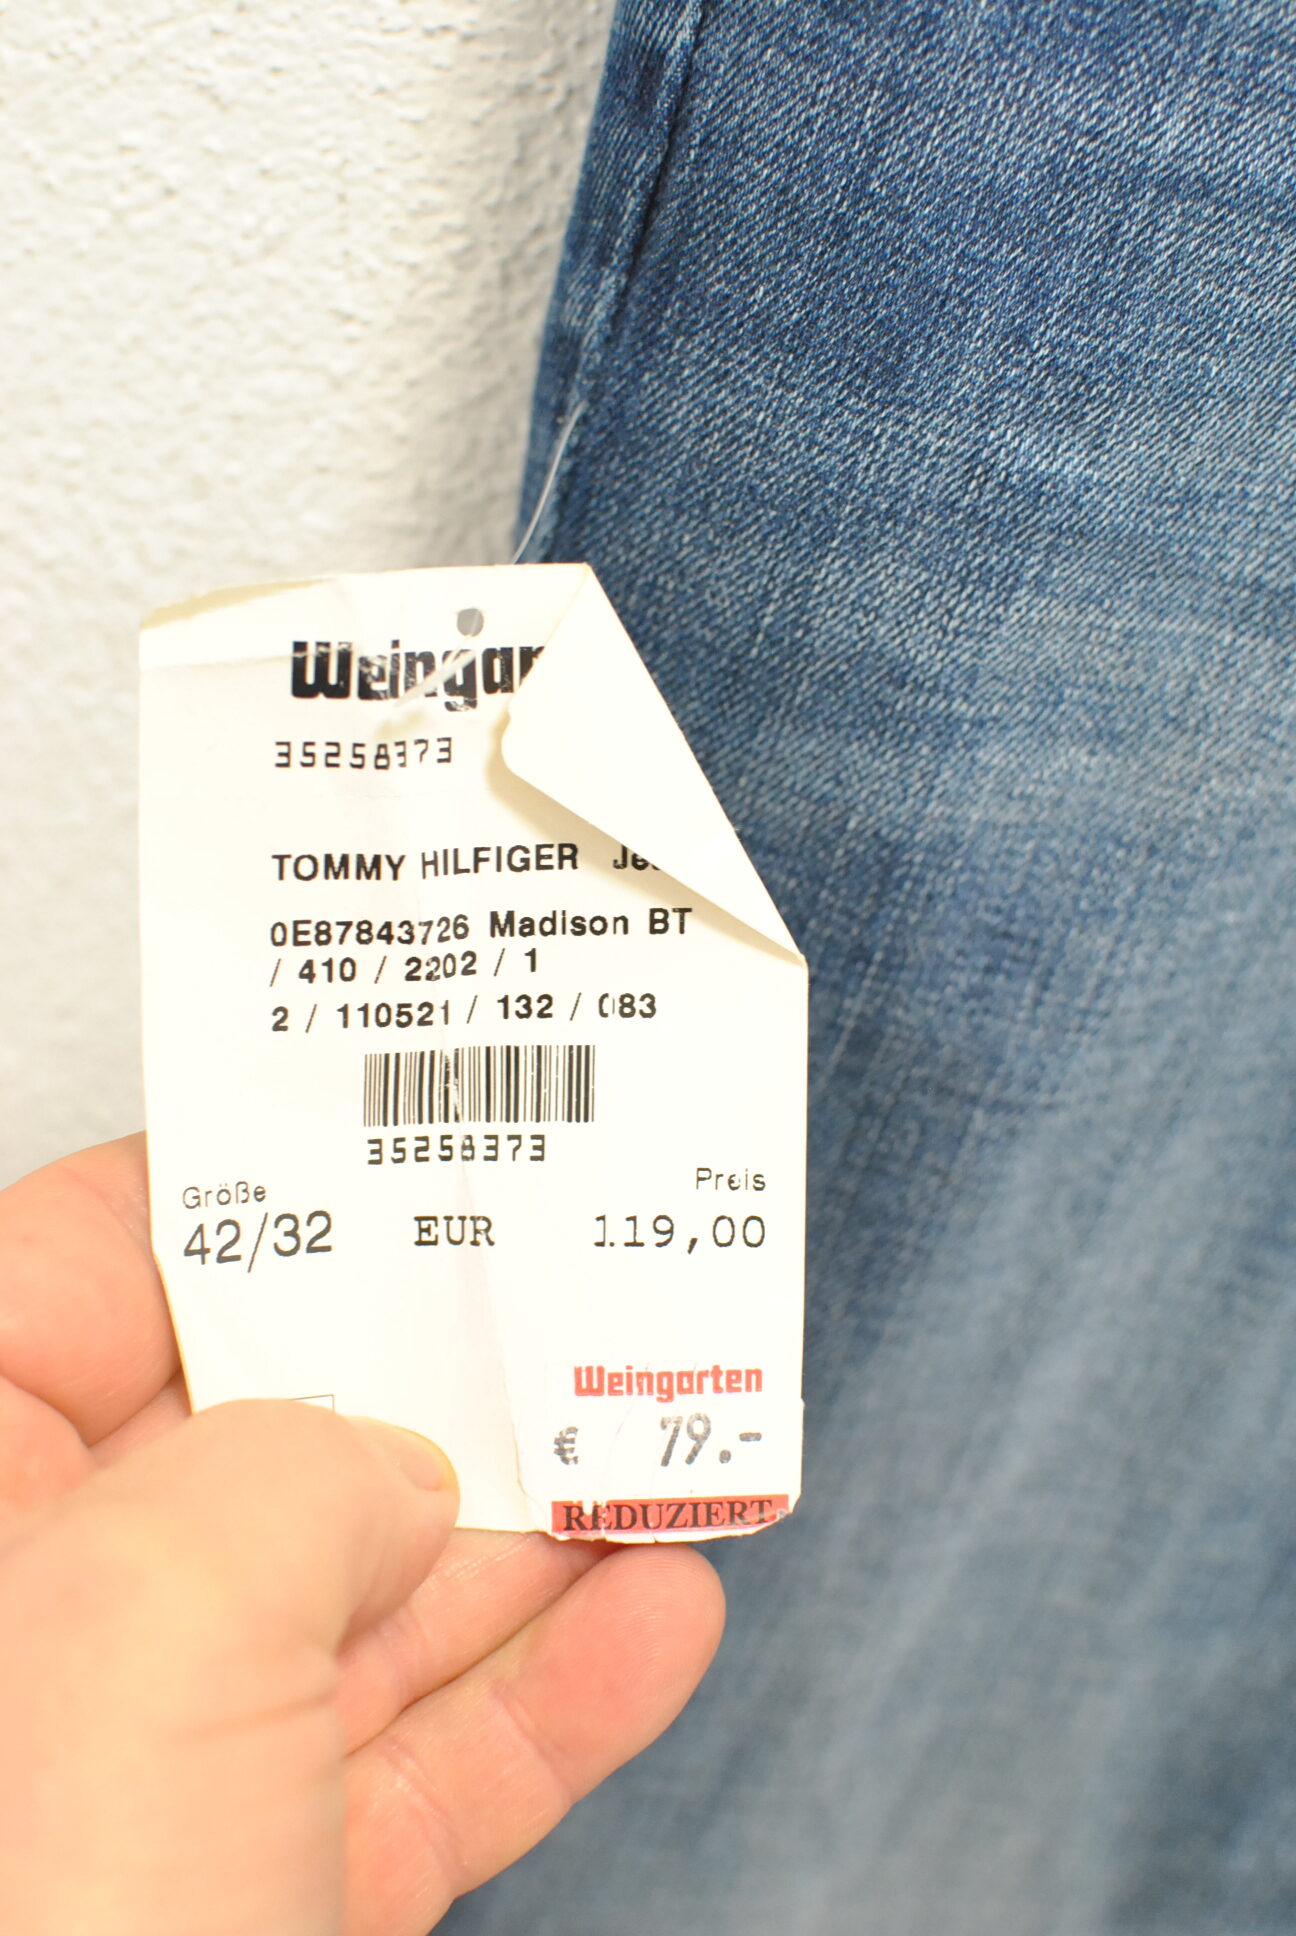 Weingar
35258373
TOMMY HILFIGER
0E87843726 Madison BT
/ 410 / 2202 / 1
2 / 110521 / 132 / 083
35258373
Größe
Preis
42/32 EUR 119,00
Weingarten
€ 79.-
REDUZIERT